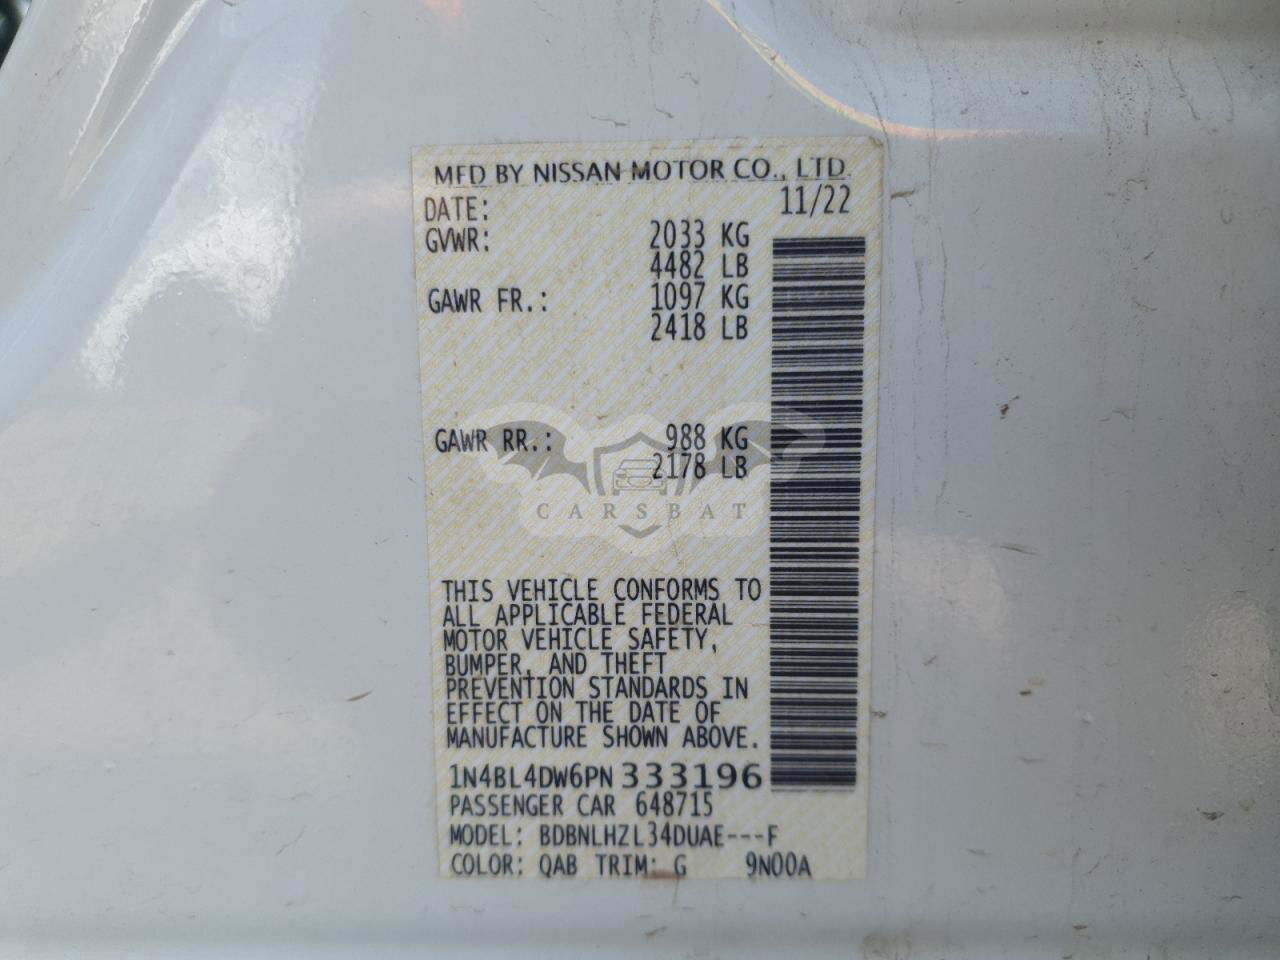 MFD BY NISSAN MOTOR CO., LTD.
DATE: 11/22
GVWR: 2033 KG
4482 LB
GAWR FR.: 1097 KG
2418 LB
GAWR RR.: 988 KG
2178 LB
CARSBAT
THIS VEHICLE CONFORMS TO
ALL APPLICABLE FEDERAL
MOTOR VEHICLE SAFETY,
BUMPER, AND THEFT
PREVENTION STANDARDS IN
EFFECT ON THE DATE OF
MANUFACTURE SHOWN ABOVE.
1N4BL4DW6PN333196
PASSENGER CAR 648715
MODEL: BDBNLHZL34DUAE---F
COLOR: QAB TRIM: G 9N00A